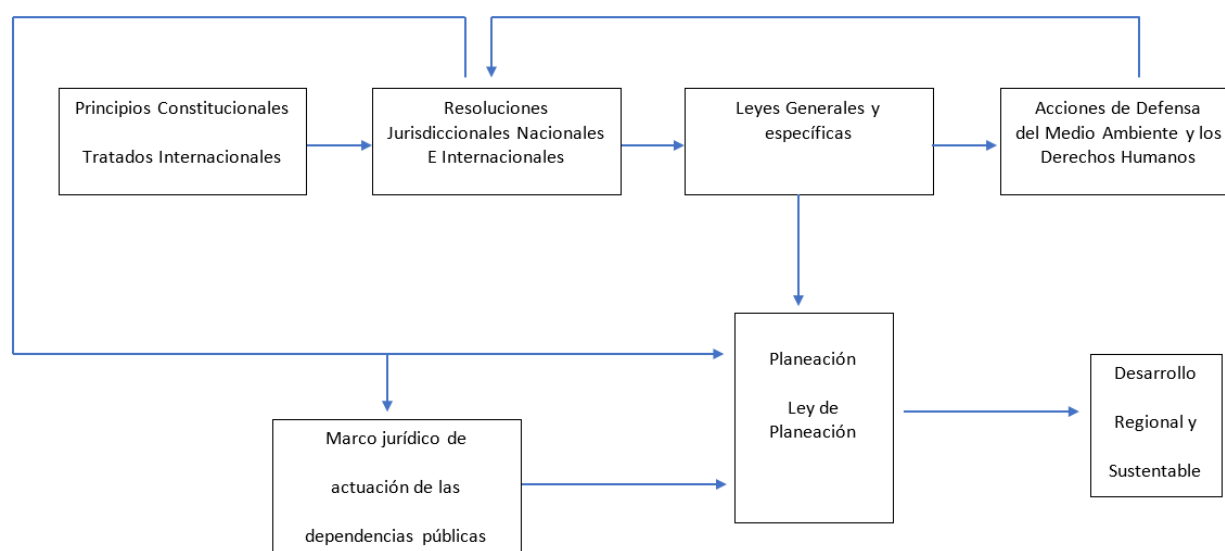 Principios Constitucionales
Tratados Internacionales
Resoluciones
Jurisdiccionales Nacionales
E Internacionales
Leyes Generales y
específicas
Acciones de Defensa
del Medio Ambiente y los
Derechos Humanos
Planeación
Ley de
Planeación
Desarrollo
Regional y
Sustentable
Marco jurídico de
actuación de las
dependencias públicas